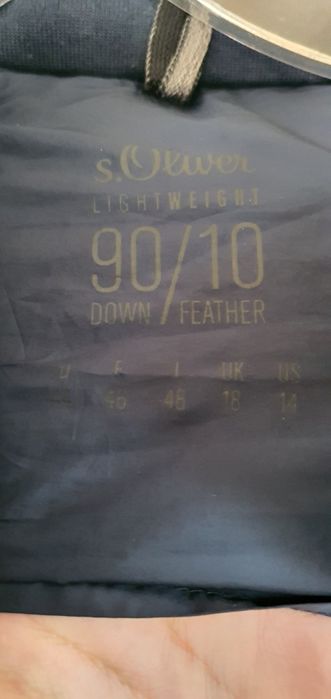 s.Oliver
LIGHTWEIGHT
90/10
DOWN / FEATHER
D F I UK US
46 48 18 14